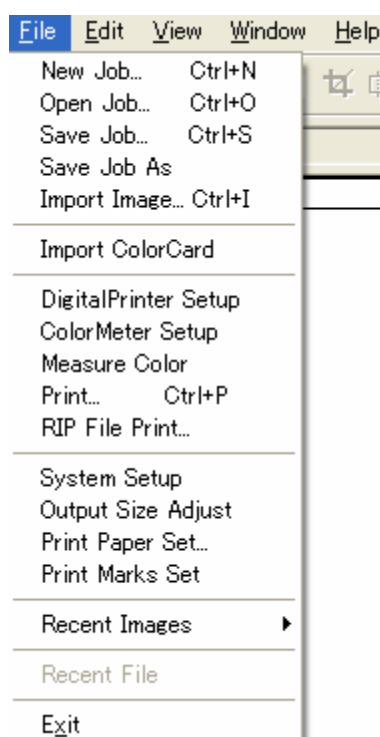 File Edit View Window Help
New Job... Ctrl+N
Open Job... Ctrl+O
Save Job... Ctrl+S
Save Job As
Import Image... Ctrl+I
Import ColorCard
DigitalPrinter Setup
ColorMeter Setup
Measure Color
Print... Ctrl+P
RIP File Print...
System Setup
Output Size Adjust
Print Paper Set...
Print Marks Set
Recent Images
Recent File
Exit